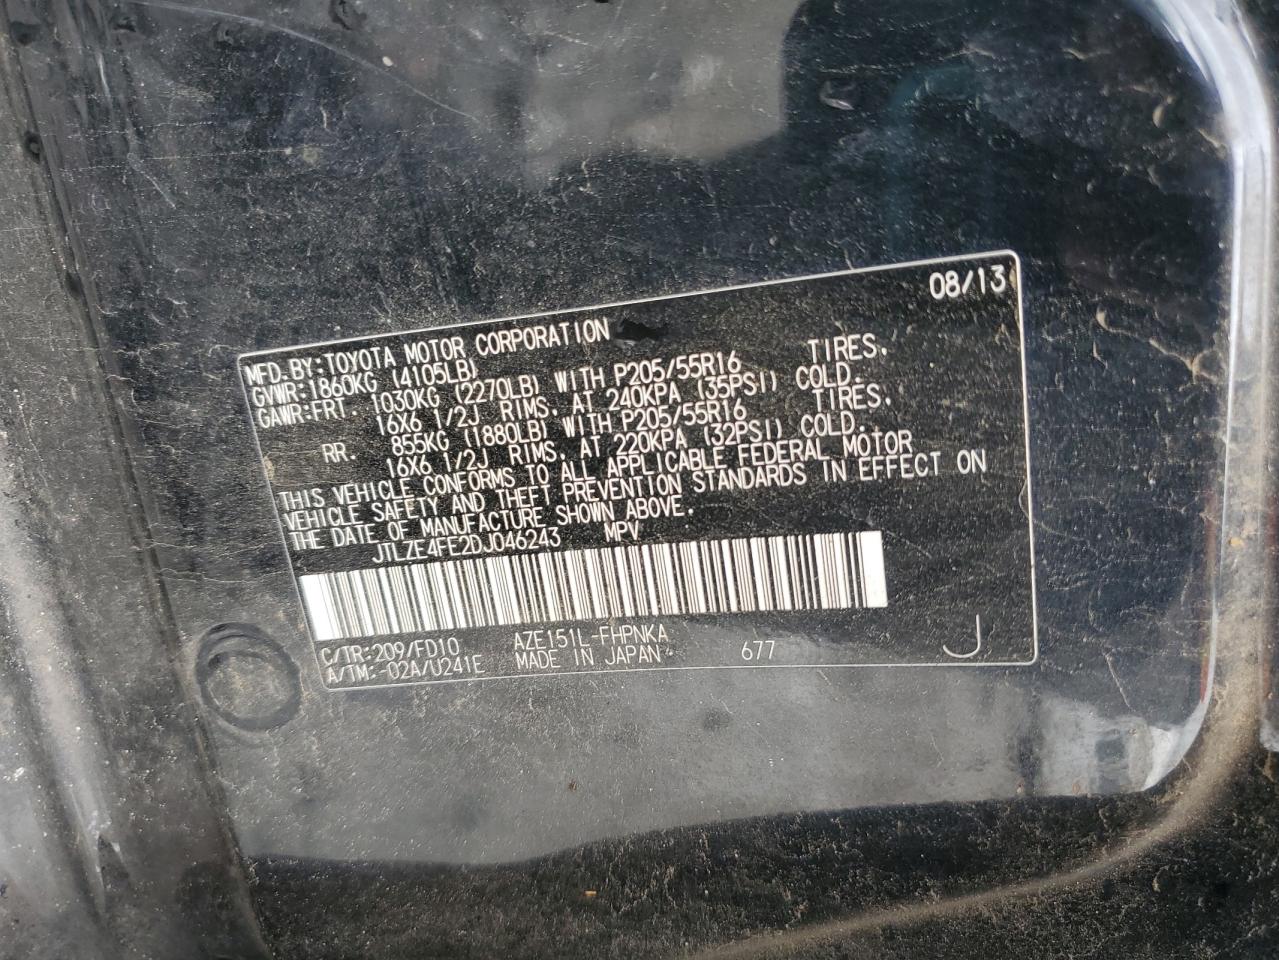 08/13
MFD.BY:TOYOTA MOTOR CORPORATION
GVWR:1860KG (4105LB)
GAWR:FRT. 1030KG (2270LB) WITH P205/55R16 TIRES,
16X6 1/2J RIMS, AT 240KPA (35PSI) COLD.
RR. 855KG (1880LB) WITH P205/55R16 TIRES,
16X6 1/2J RIMS, AT 220KPA (32PSI) COLD.
THIS VEHICLE CONFORMS TO ALL APPLICABLE FEDERAL MOTOR
VEHICLE SAFETY AND THEFT PREVENTION STANDARDS IN EFFECT ON
THE DATE OF MANUFACTURE SHOWN ABOVE.
JTLZE4FE2DJ046243 MPV
C/TR:209/FD10 AZE151L-FHPNKA
A/TM:-02A/U241E MADE IN JAPAN 677 J